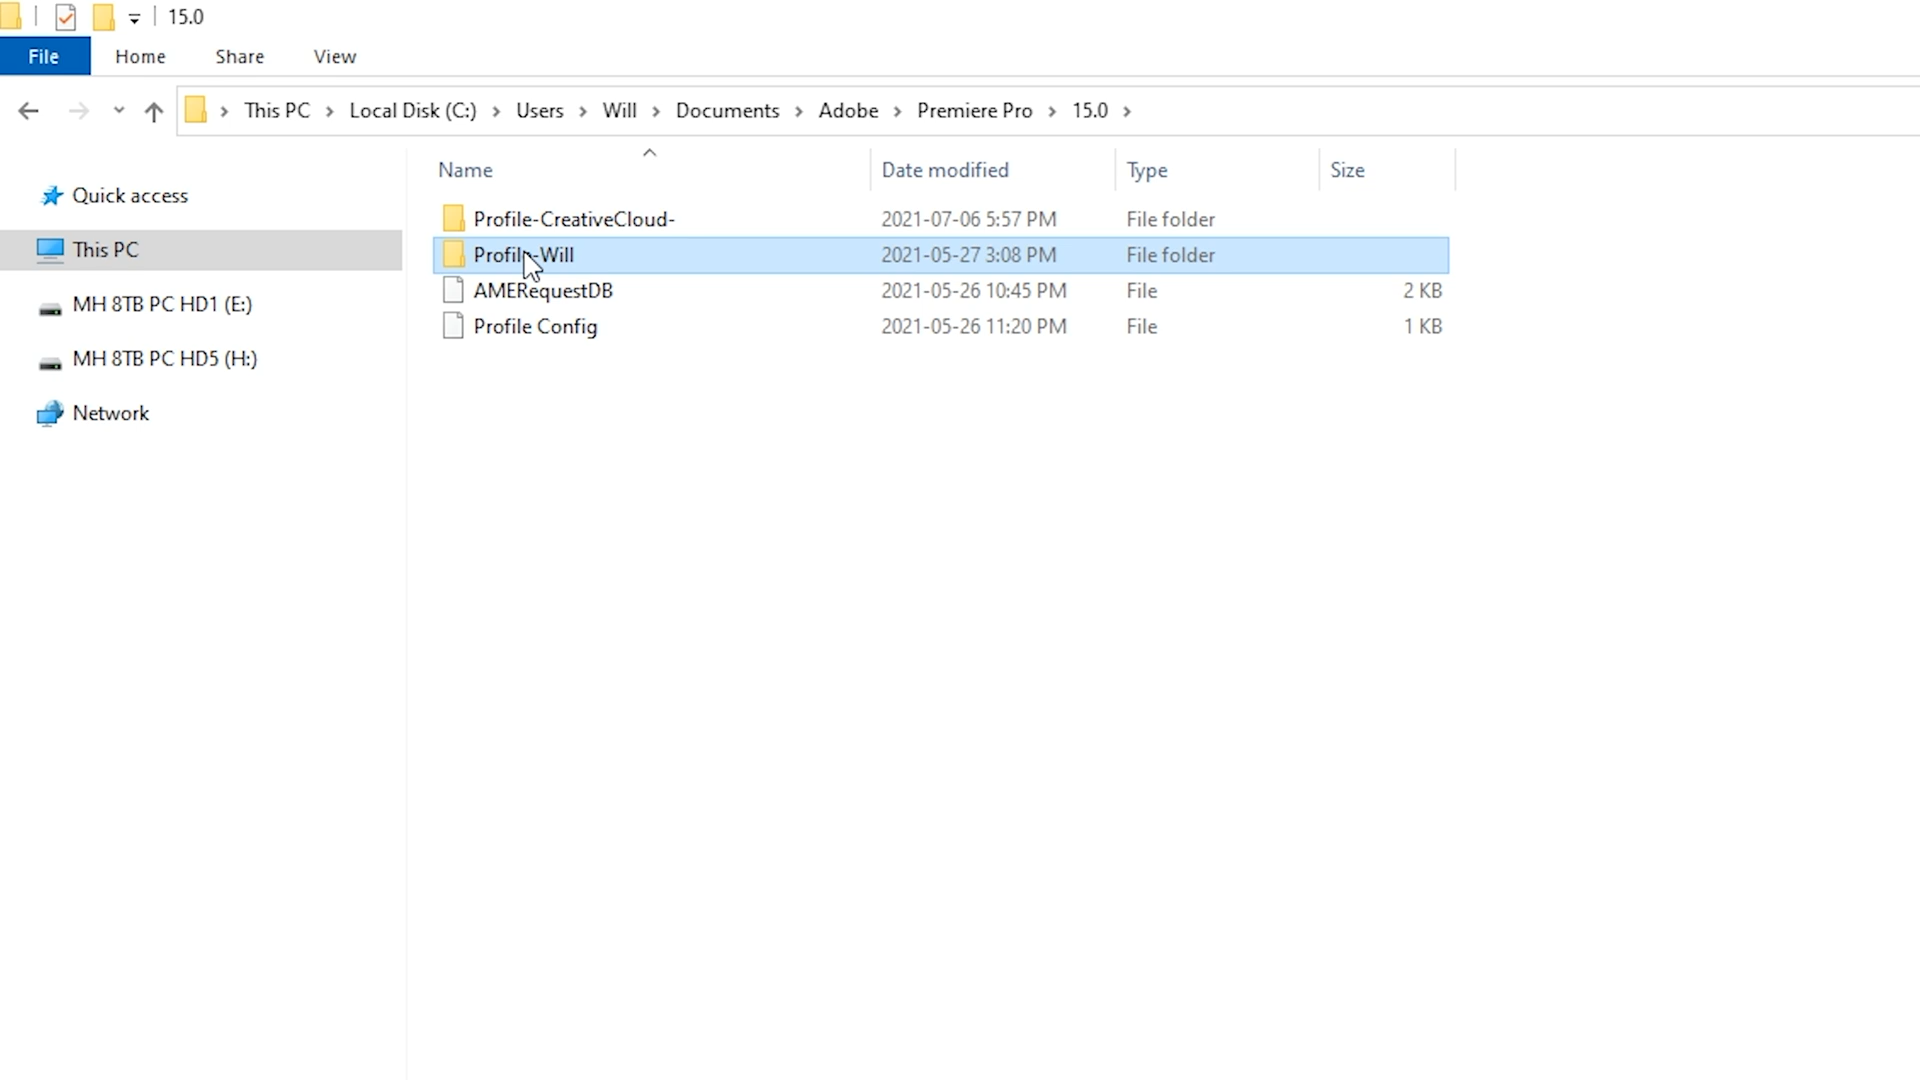 15.0
File Home Share View
This PC Local Disk (C:) Users Will Documents Adobe Premiere Pro 15.0
Name Date modified Type Size
Quick access
This PC
MH 8TB PC HD1 (E:)
MH 8TB PC HD5 (H:)
Network
Profile-CreativeCloud- 2021-07-06 5:57 PM File folder
Profile-Will 2021-05-27 3:08 PM File folder
AMERequestDB 2021-05-26 10:45 PM File 2 KB
Profile Config 2021-05-26 11:20 PM File 1 KB